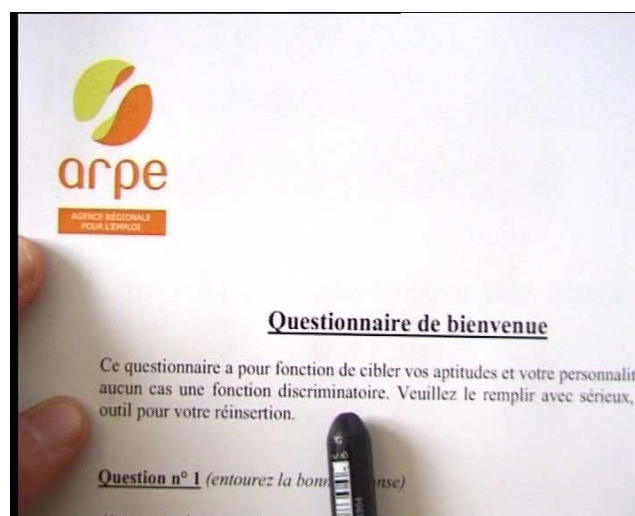 arpe
AGENCE RÉGIONALE
POUR L'EMPLOI
Questionnaire de bienvenue
Ce questionnaire a pour fonction de cibler vos aptitudes et votre personnalit
aucun cas une fonction discriminatoire. Veuillez le remplir avec sérieux,
outil pour votre réinsertion.
Question n° 1 (entourez la bonn nse)